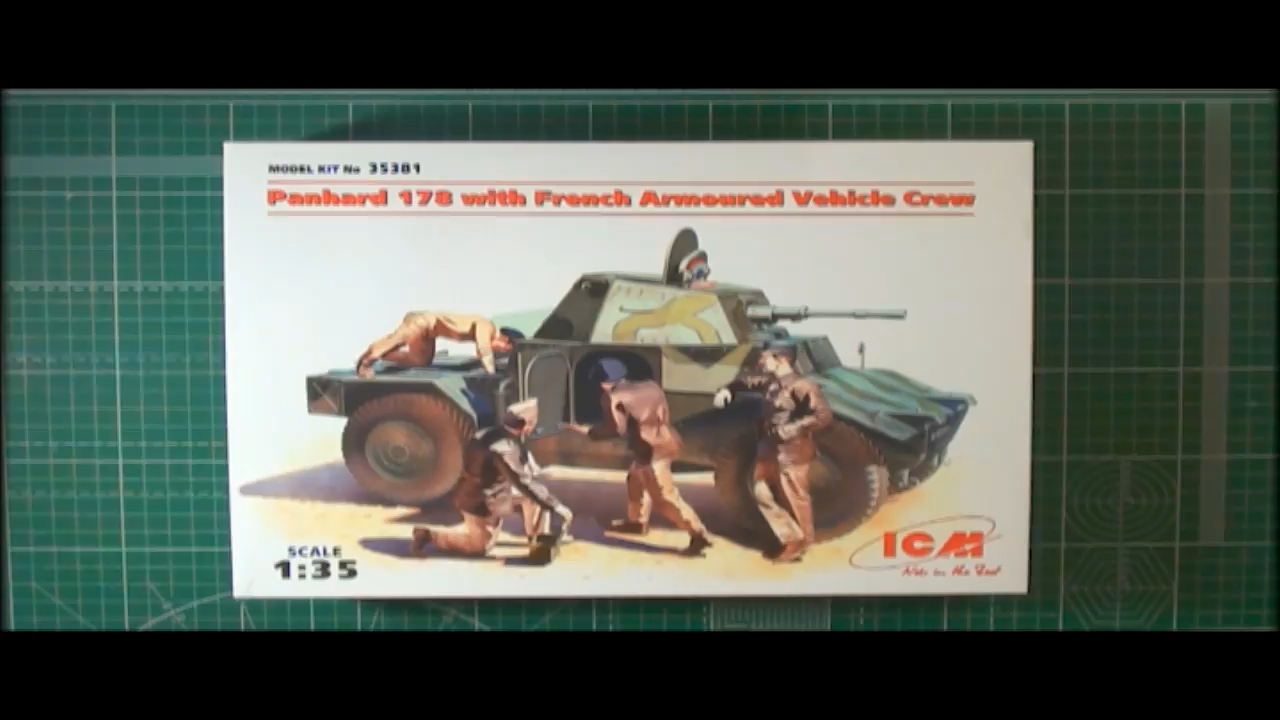 MODEL KIT No 35381
Panhard 178 with French Armoured Vehicle Crew
SCALE
1:35
ICM